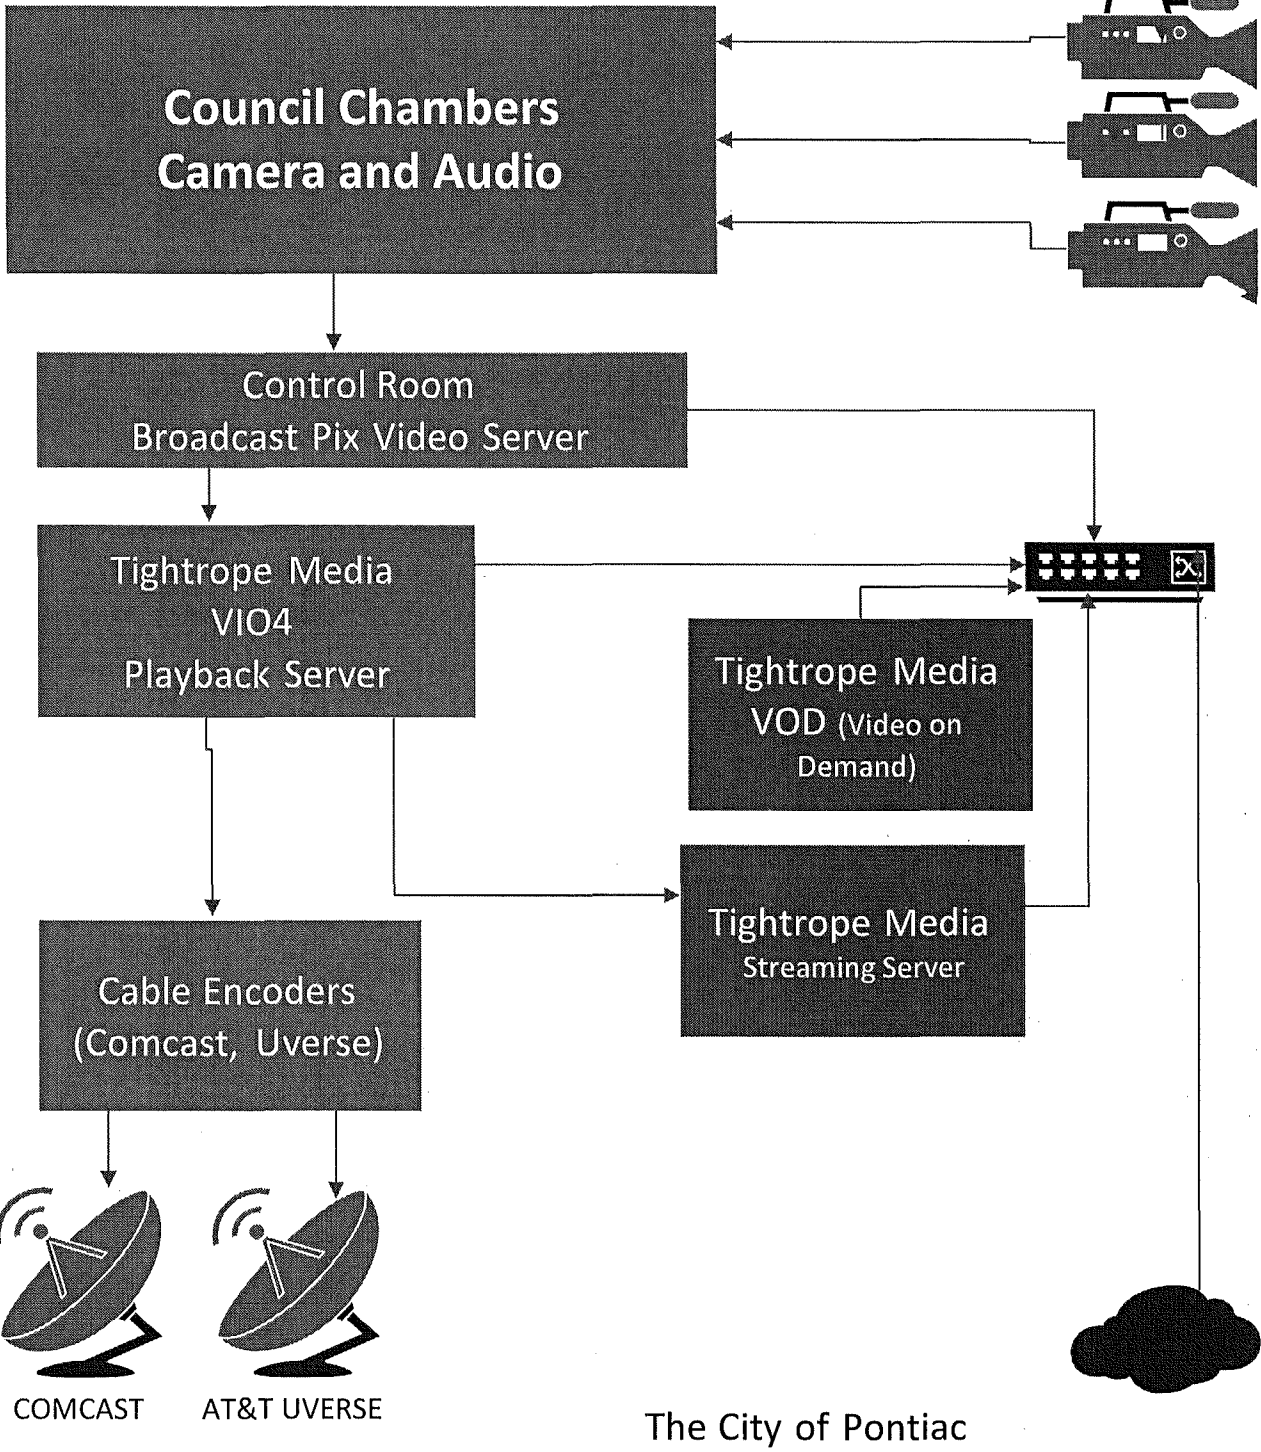 Council Chambers
Camera and Audio
Control Room
Broadcast Pix Video Server
Tightrope Media
VIO4
Playback Server
Tightrope Media
VOD (Video on
Demand)
Tightrope Media
Streaming Server
Cable Encoders
(Comcast, Uverse)
COMCAST
AT&T UVERSE
The City of Pontiac